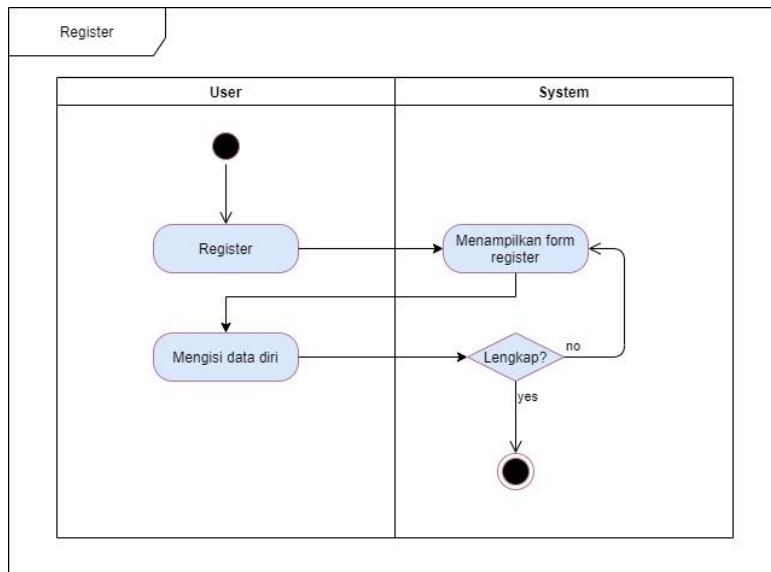 Register
User
System
Register
Menampilkan form
register
Mengisi data diri
Lengkap?
no
yes